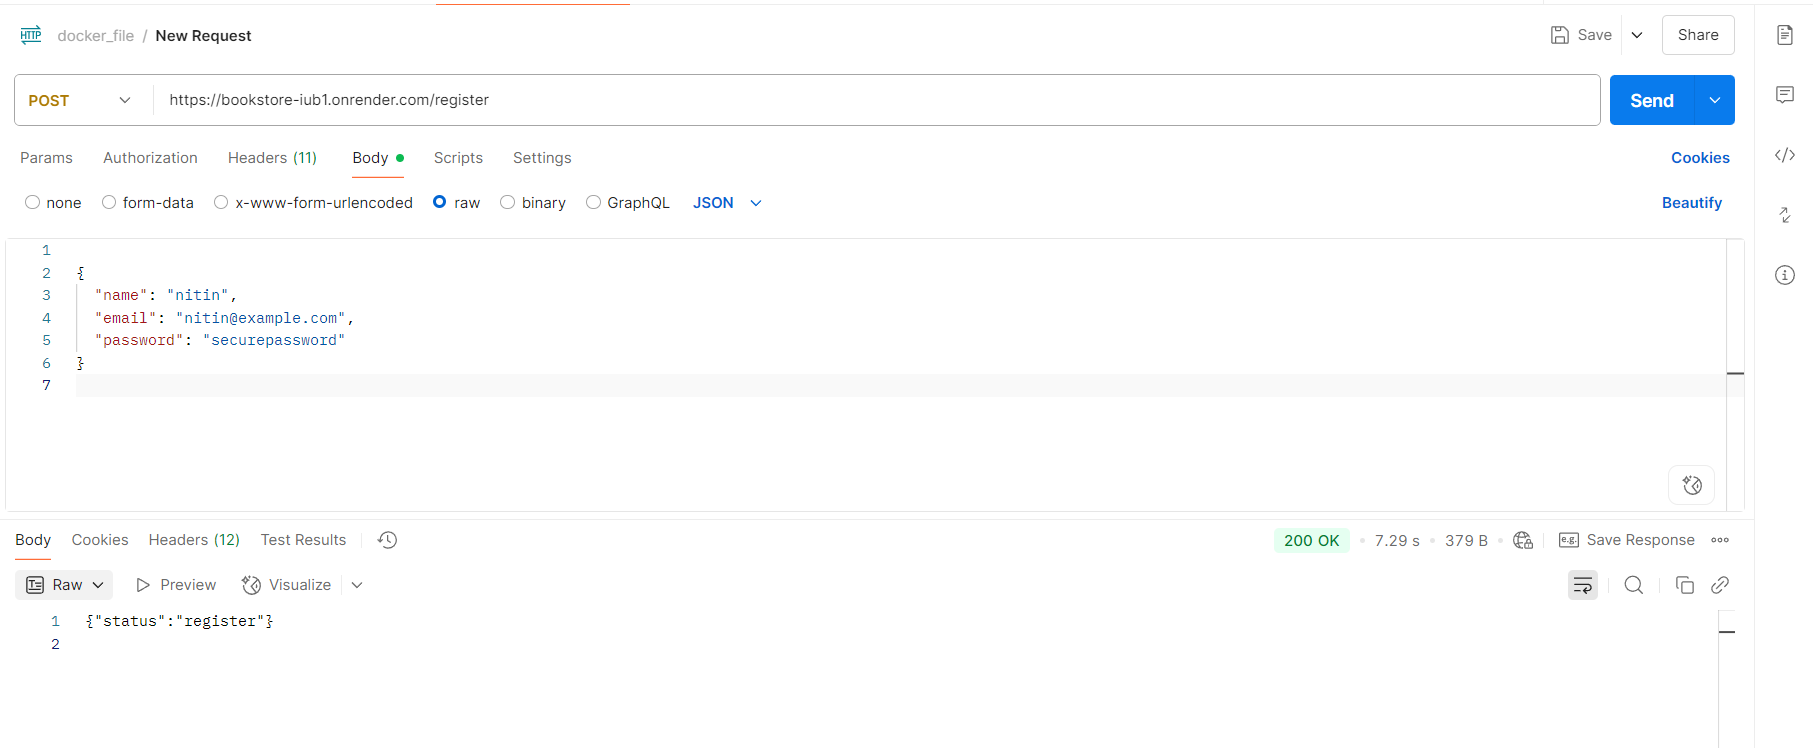 HTTP docker_file / New Request Save Share
POST https://bookstore-iub1.onrender.com/register Send
Params Authorization Headers (11) Body Scripts Settings Cookies
none form-data x-www-form-urlencoded raw binary GraphQL JSON Beautify
1
2 {
3 "name": "nitin",
4 "email": "nitin@example.com",
5 "password": "securepassword"
6 }
7
Body Cookies Headers (12) Test Results 200 OK • 7.29 s • 379 B • e.g. Save Response
Raw Preview Visualize
1 {"status":"register"}
2